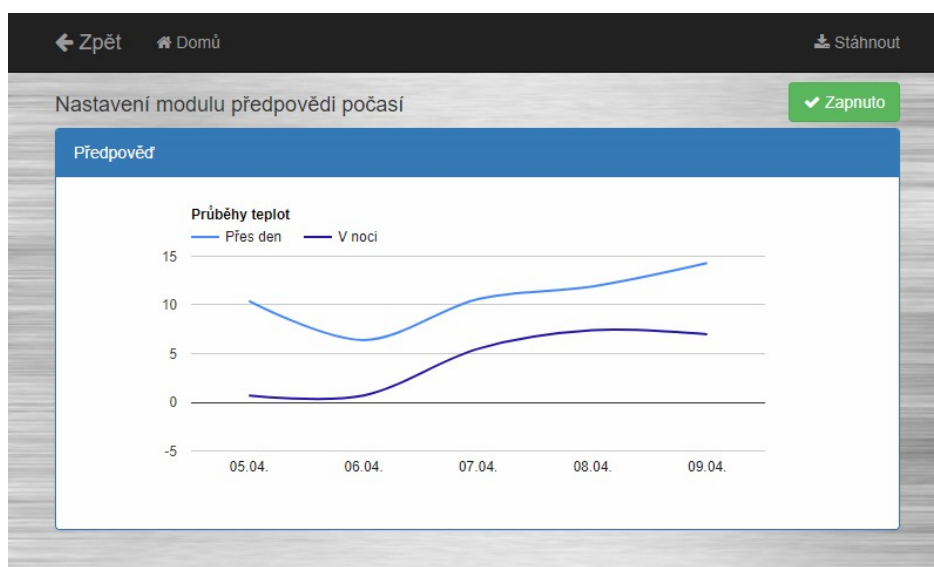 Zpět Domů Stáhnout
Nastavení modulu předpovědi počasí Zapnuto
Předpověď
Průběhy teplot
Přes den V noci
15
10
5
0
-5
05.04. 06.04. 07.04. 08.04. 09.04.